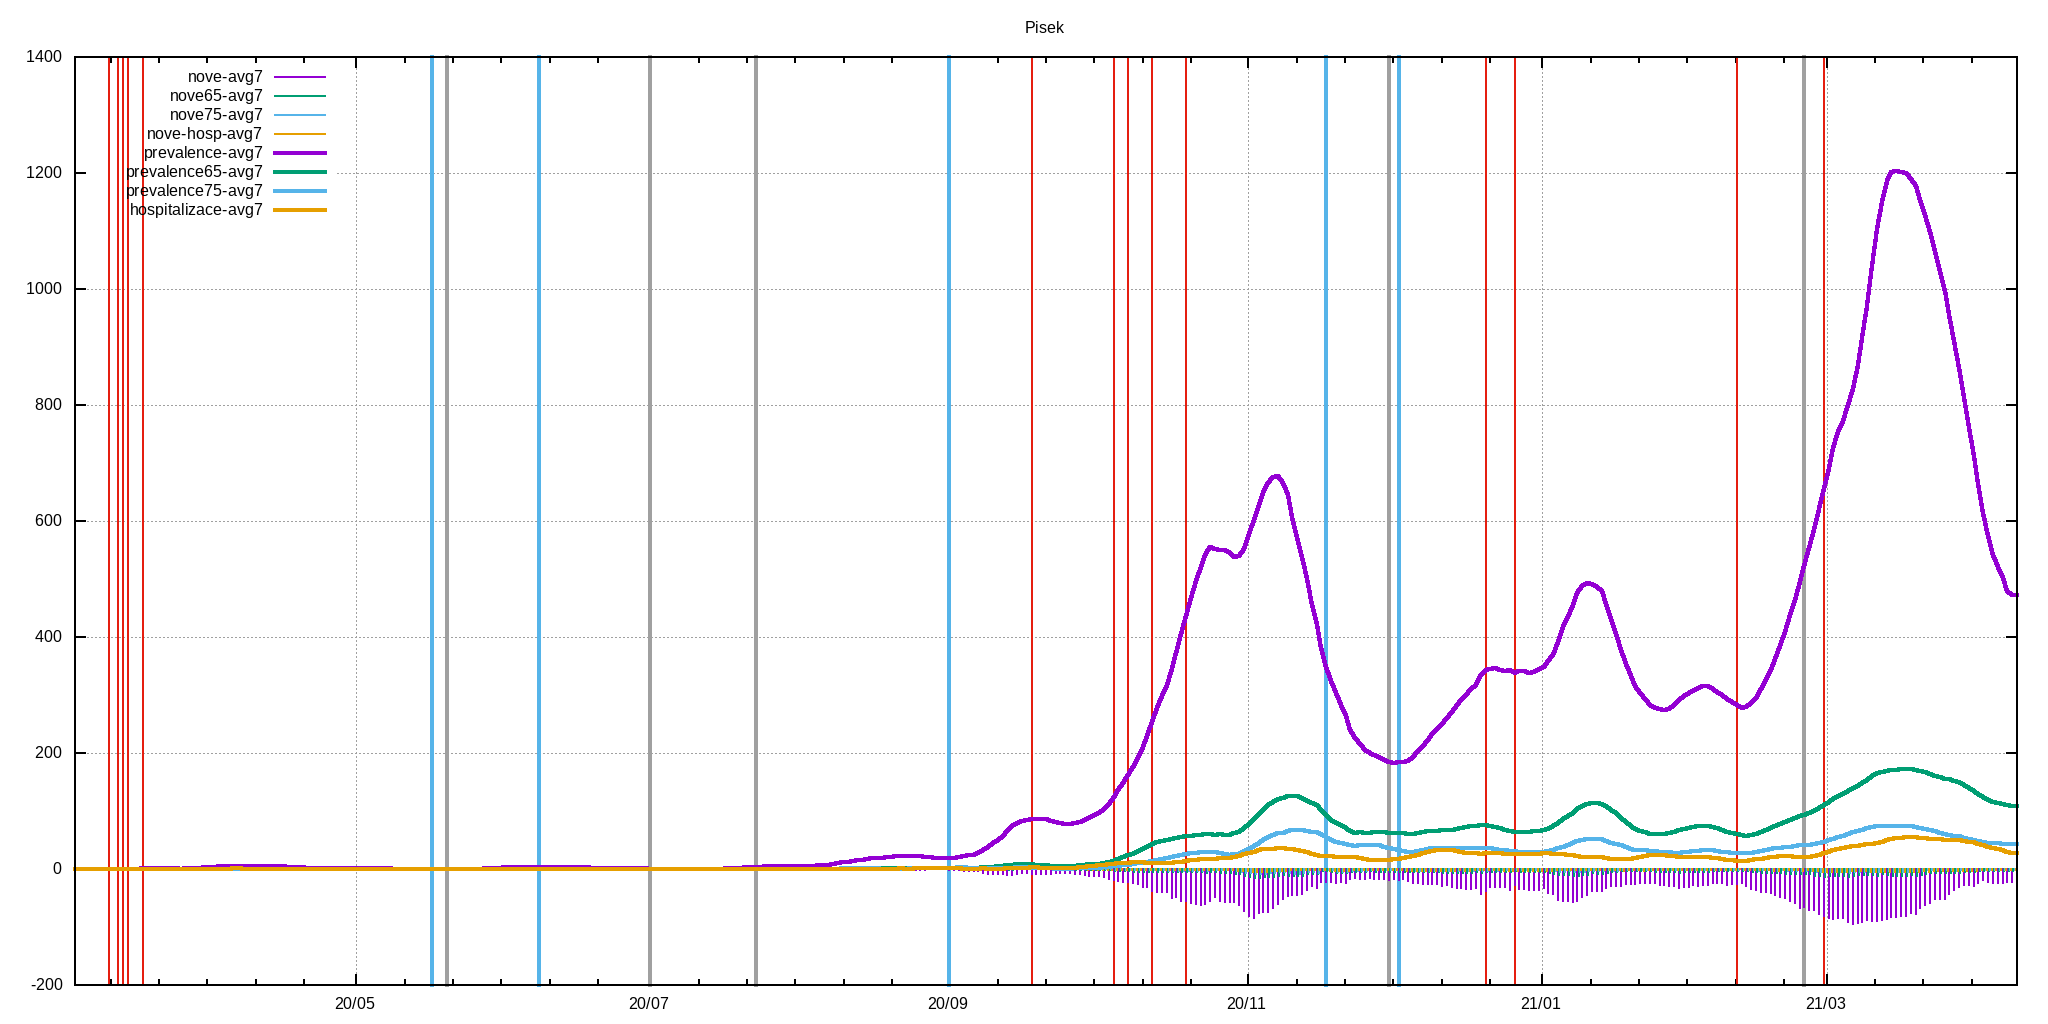 Pisek
1400
1200
1000
800
600
400
200
0
-200
nove-avg7
nove65-avg7
nove75-avg7
nove-hosp-avg7
prevalence-avg7
prevalence65-avg7
prevalence75-avg7
hospitalizace-avg7
20/05 20/07 20/09 20/11 21/01 21/03